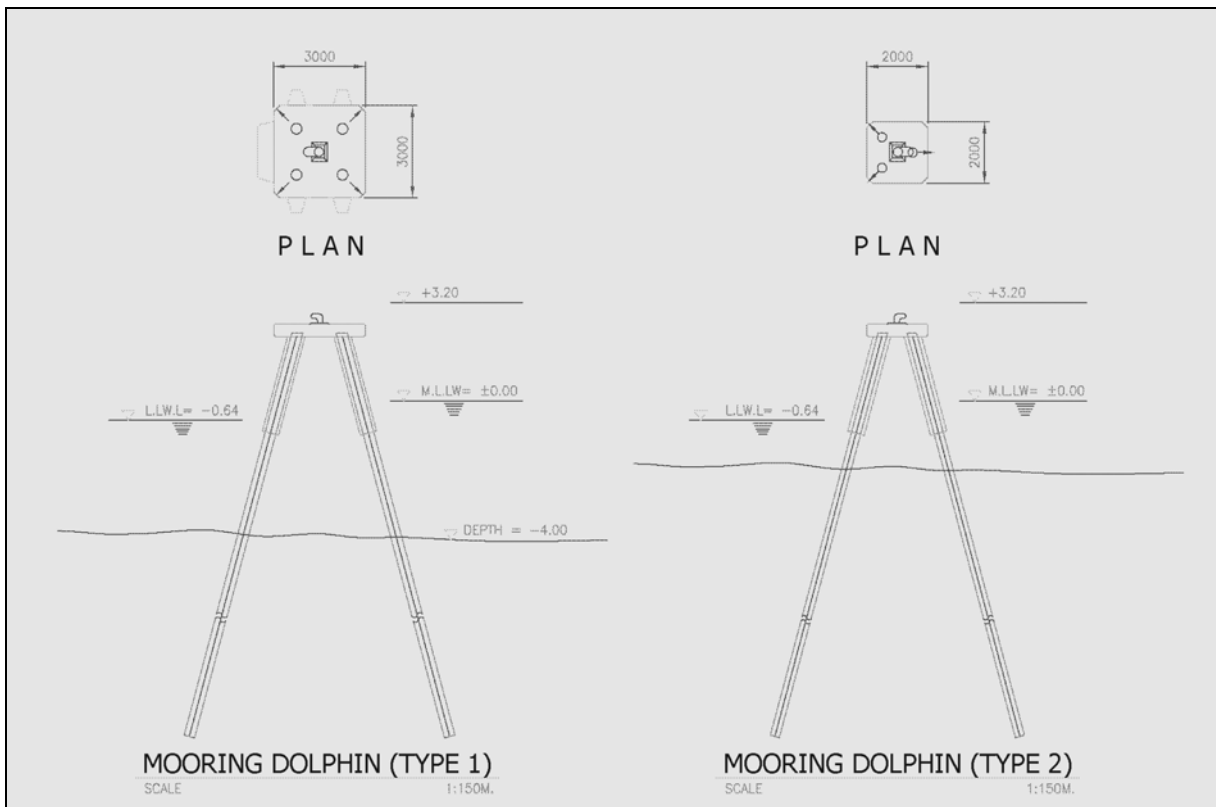 3000
3000
PLAN
+3.20
M.L.LW= ±0.00
L.LW.L= -0.64
DEPTH = -4.00
MOORING DOLPHIN (TYPE 1)
SCALE 1:150M.
2000
2000
PLAN
+3.20
M.L.LW= ±0.00
L.LW.L= -0.64
MOORING DOLPHIN (TYPE 2)
SCALE 1:150M.